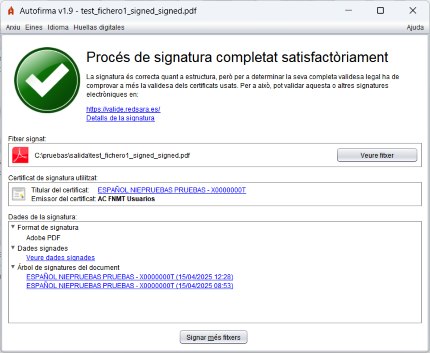 Autofirma v1.9 - test_fichero1_signed_signed.pdf
Arxiu Eines Idioma Huellas digitales Ajuda
Procés de signatura completat satisfactòriament
La signatura és correcta quant a estructura, però per a determinar la seva completa validesa legal ha de
comprovar a més la validesa dels certificats usats. Per a això, pot validar aquesta o altres signatures
electròniques en:
https://valide.redsara.es/
Detalls de la signatura
Fitxer signat:
C:\pruebas\salida\test_fichero1_signed_signed.pdf
Veure fitxer
Certificat de signatura utilitzat
Titular del certificat: ESPAÑOL NIEPRUEBAS PRUEBAS - X0000000T
Emissor del certificat: AC FNMT Usuarios
Dades de la signatura:
Format de signatura
Adobe PDF
Dades signades
Veure dades signades
Árbol de signatures del document
ESPAÑOL NIEPRUEBAS PRUEBAS - X0000000T (15/04/2025 12:28)
ESPAÑOL NIEPRUEBAS PRUEBAS - X0000000T (15/04/2025 08:53)
Signar més fitxers